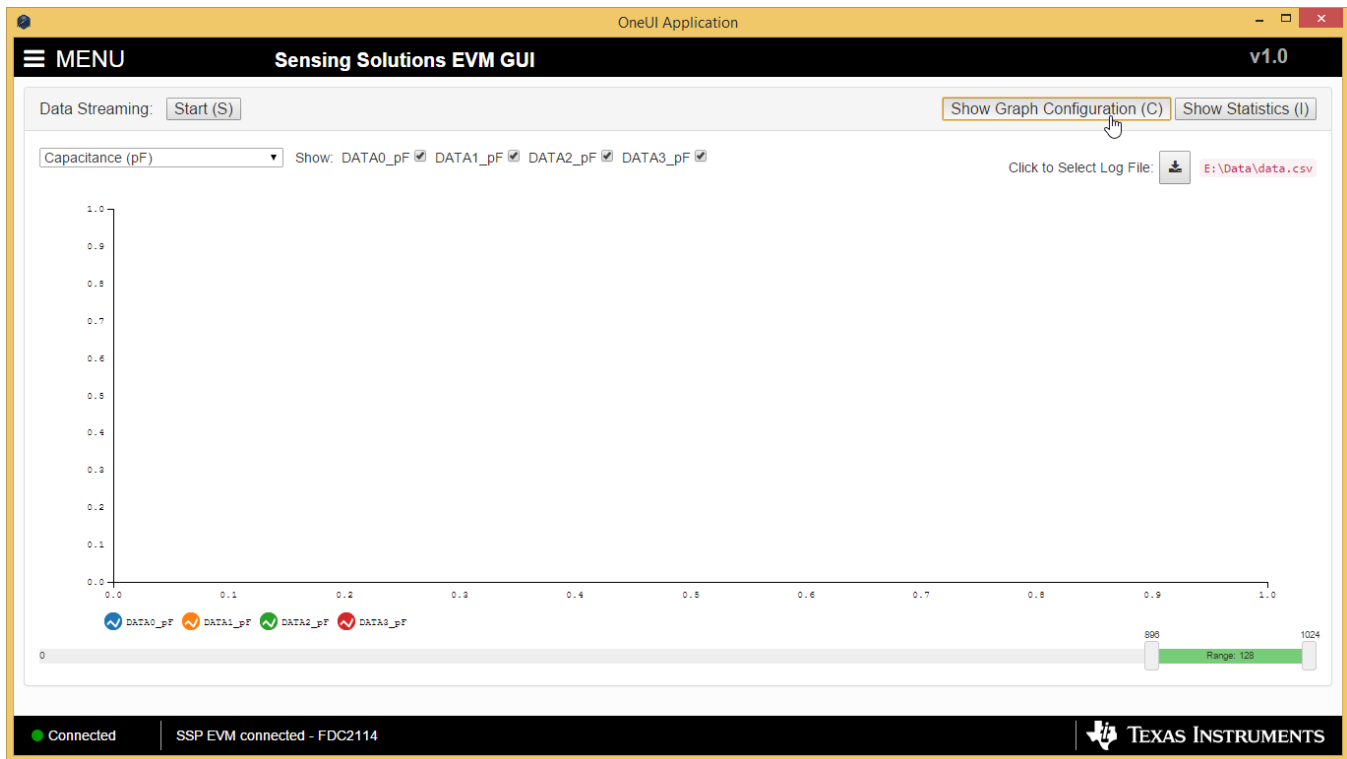 OneUI Application
MENU
Sensing Solutions EVM GUI
v1.0
Data Streaming: Start (S)
Show Graph Configuration (C) Show Statistics (I)
Capacitance (pF)
Show: DATA0_pF DATA1_pF DATA2_pF DATA3_pF
Click to Select Log File: E:\Data\data.csv
1.0
0.9
0.8
0.7
0.6
0.5
0.4
0.3
0.2
0.1
0.0
0.0 0.1 0.2 0.3 0.4 0.5 0.6 0.7 0.8 0.9 1.0
DATA0_pF DATA1_pF DATA2_pF DATA3_pF
896 1024
0
Range: 128
Connected
SSP EVM connected - FDC2114
TEXAS INSTRUMENTS